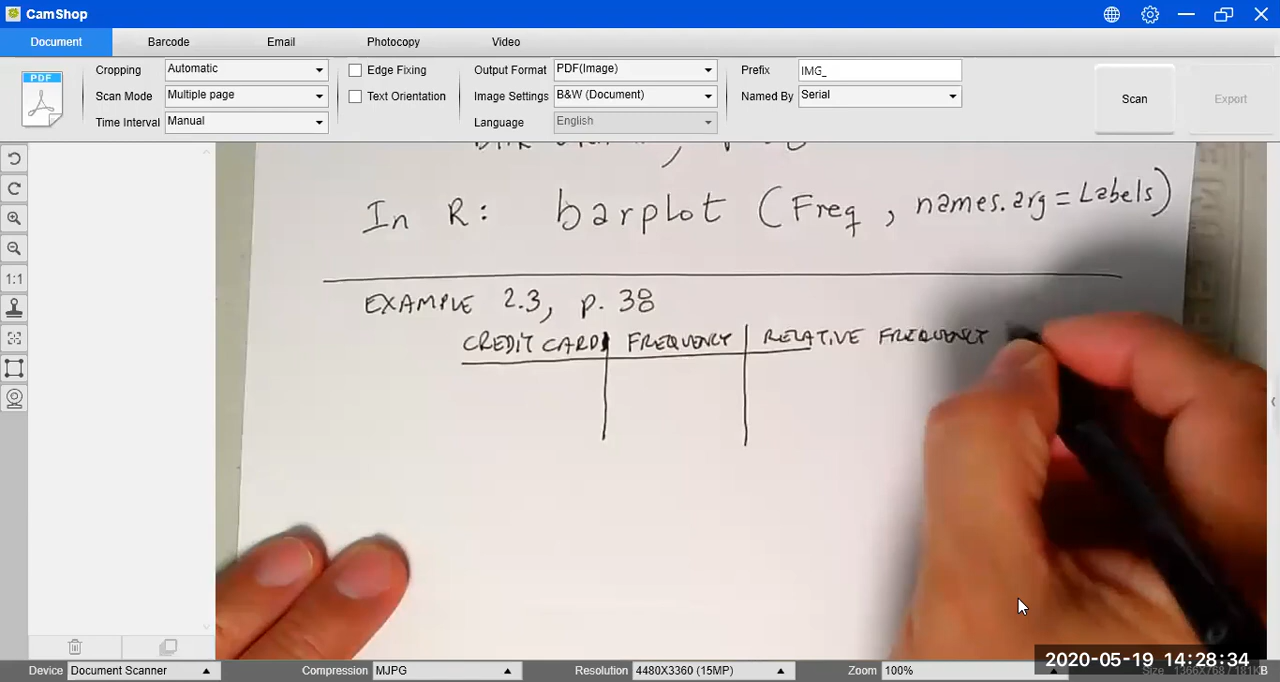 CamShop
Document Barcode Email Photocopy Video
PDF
Cropping Automatic Edge Fixing Output Format PDF(Image) Prefix IMG_
Scan Mode Multiple page Text Orientation Image Settings B&W (Document) Named By Serial Scan Export
Time Interval Manual Language English
1:1
In R: barplot (Freq, names.arg = Labels)
EXAMPLE 2.3, p. 38
CREDIT CARD FREQUENCY RELATIVE FREQUENCY
2020-05-19 14:28:34
Device Document Scanner Compression MJPG Resolution 4480X3360 (15MP) Zoom 100%